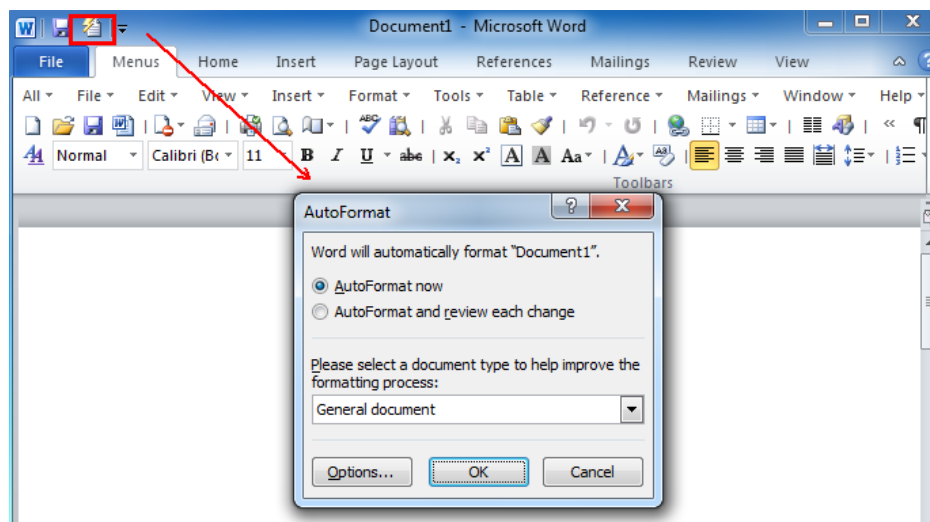 Document1 - Microsoft Word
File Menus Home Insert Page Layout References Mailings Review View
All File Edit View Insert Format Tools Table Reference Mailings Window Help
Normal Calibri (Bc 11 B I U abc X₂ X² A A Aa A
Toolbars
AutoFormat
Word will automatically format "Document1".
AutoFormat now
AutoFormat and review each change
Please select a document type to help improve the
formatting process:
General document
Options... OK Cancel